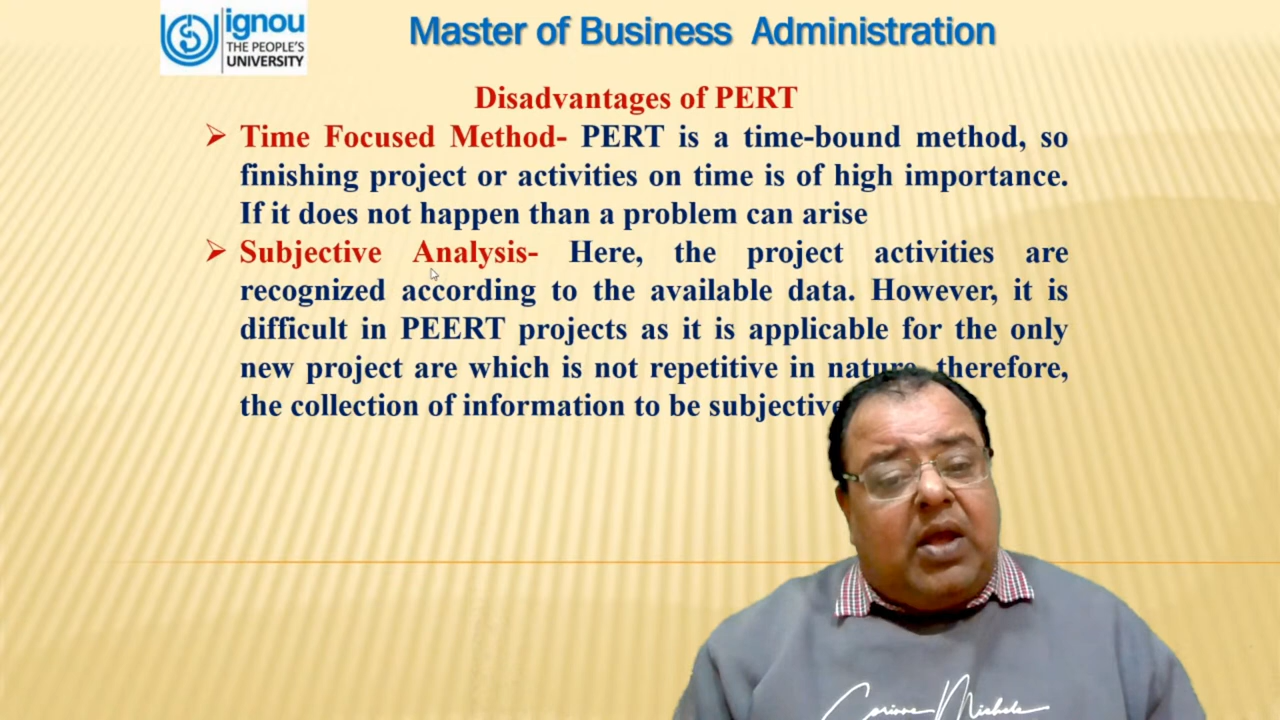 ignou
THE PEOPLE'S
UNIVERSITY
Master of Business Administration
Disadvantages of PERT
Time Focused Method- PERT is a time-bound method, so
finishing project or activities on time is of high importance.
If it does not happen than a problem can arise
Subjective Analysis- Here, the project activities are
recognized according to the available data. However, it is
difficult in PEERT projects as it is applicable for the only
new project are which is not repetitive in nature, therefore,
the collection of information to be subjective